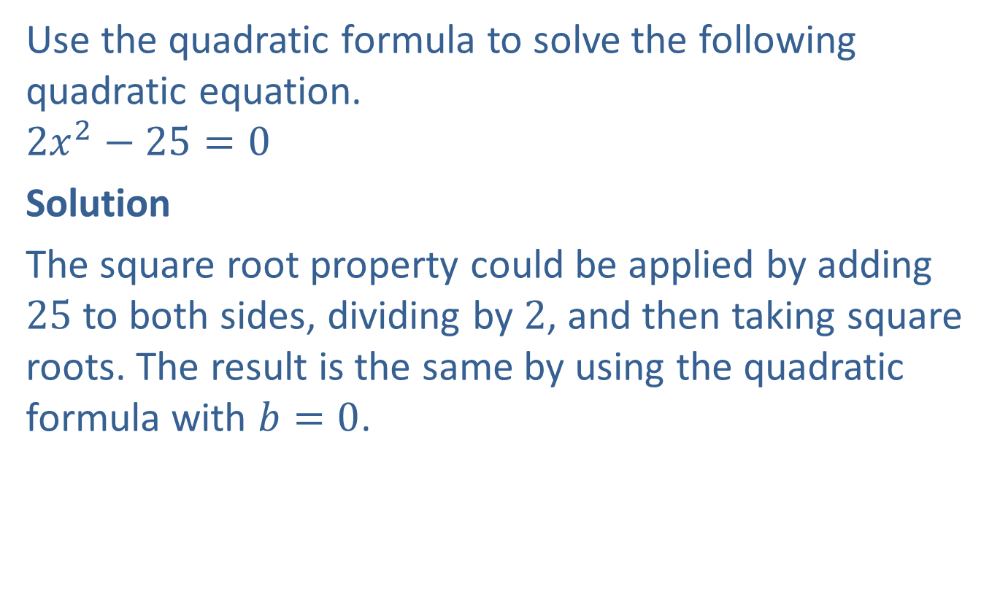 Use the quadratic formula to solve the following
quadratic equation.
2x² − 25 = 0
Solution
The square root property could be applied by adding
25 to both sides, dividing by 2, and then taking square
roots. The result is the same by using the quadratic
formula with b = 0.